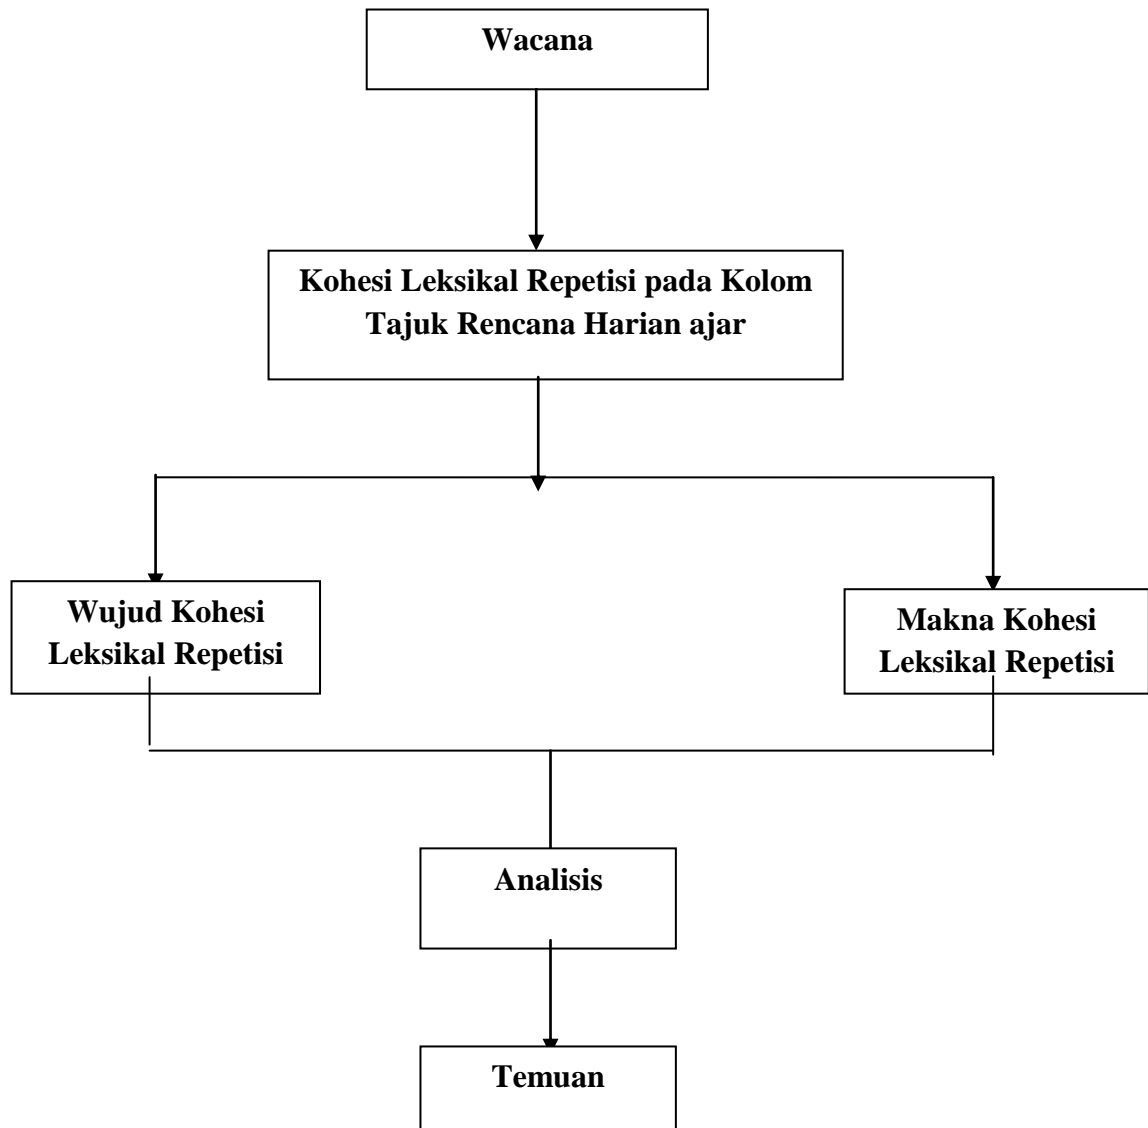 Wacana
Kohesi Leksikal Repetisi pada Kolom
Tajuk Rencana Harian ajar
Wujud Kohesi
Leksikal Repetisi
Makna Kohesi
Leksikal Repetisi
Analisis
Temuan